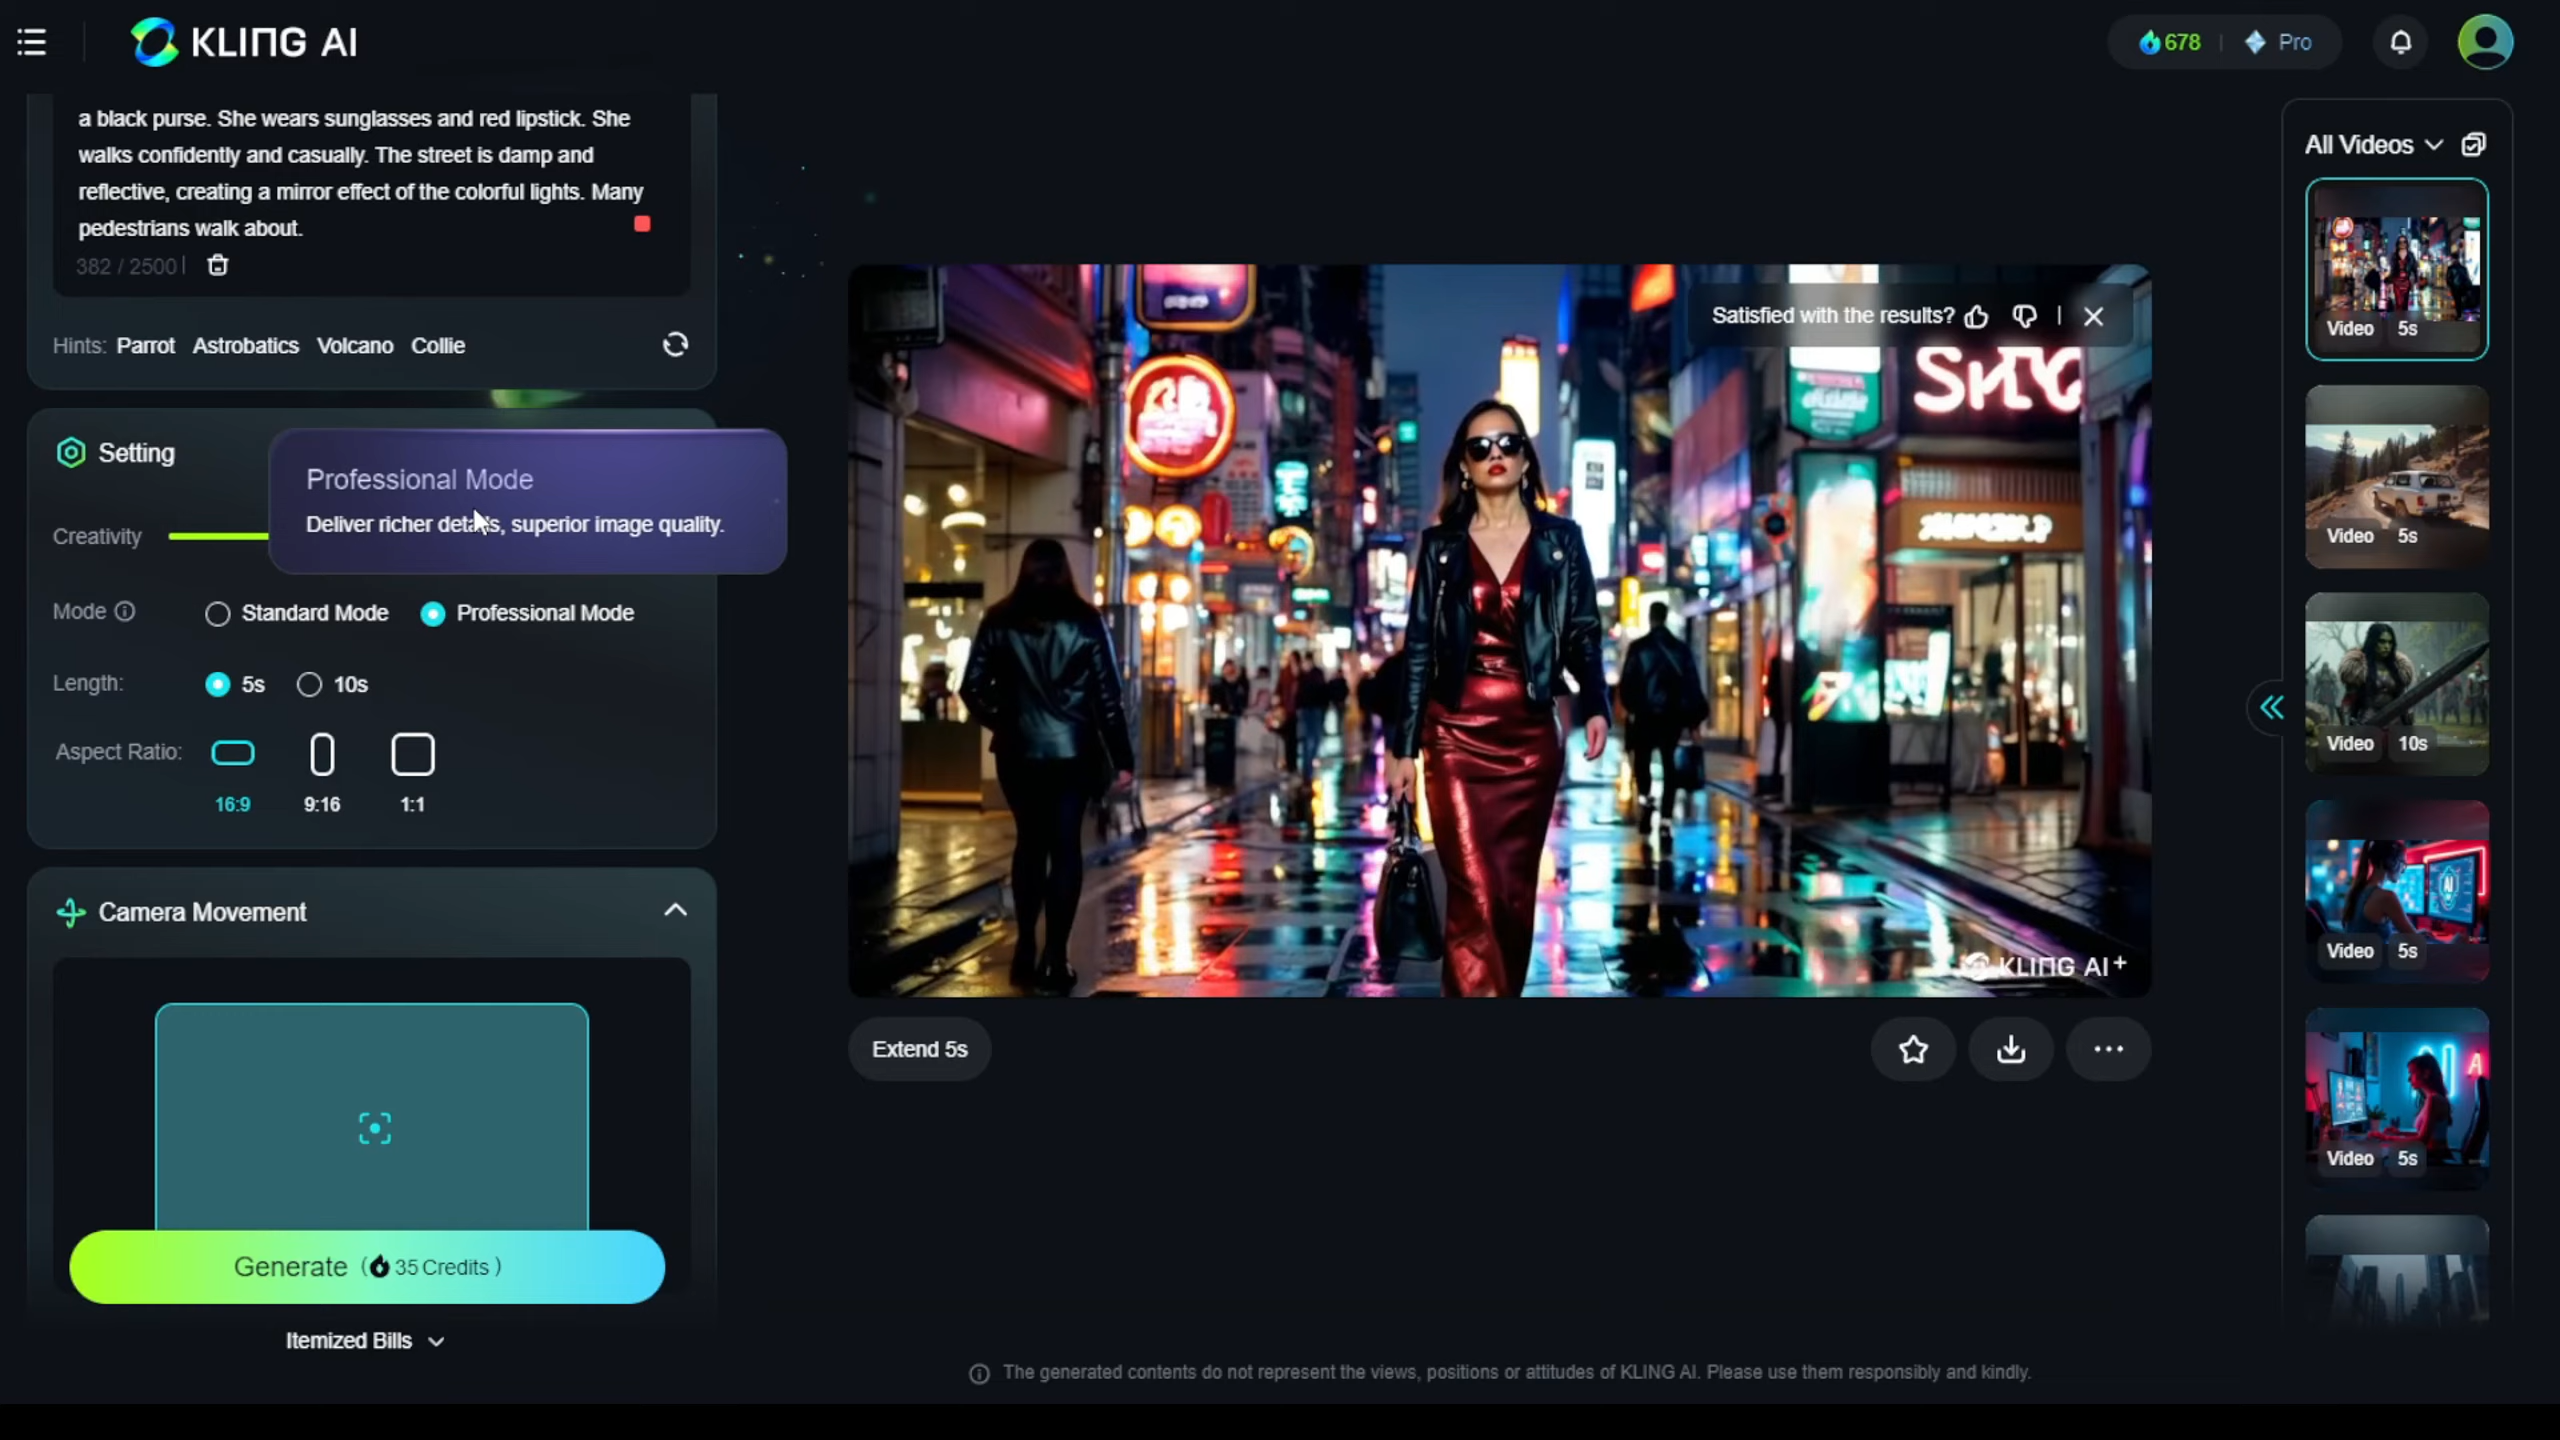 KLING AI
678 | Pro
a black purse. She wears sunglasses and red lipstick. She
walks confidently and casually. The street is damp and
reflective, creating a mirror effect of the colorful lights. Many
pedestrians walk about.
382 / 2500
Hints: Parrot Astrobatics Volcano Collie
Setting
Professional Mode
Deliver richer details, superior image quality.
Creativity
Mode Standard Mode Professional Mode
Length: 5s 10s
Aspect Ratio:
16:9 9:16 1:1
Camera Movement
Generate ( 35 Credits )
Itemized Bills
Satisfied with the results?
KLING AI+
Extend 5s
The generated contents do not represent the views, positions or attitudes of KLING AI. Please use them responsibly and kindly.
All Videos
Video 5s
Video 5s
Video 10s
Video 5s
AI
Video 5s